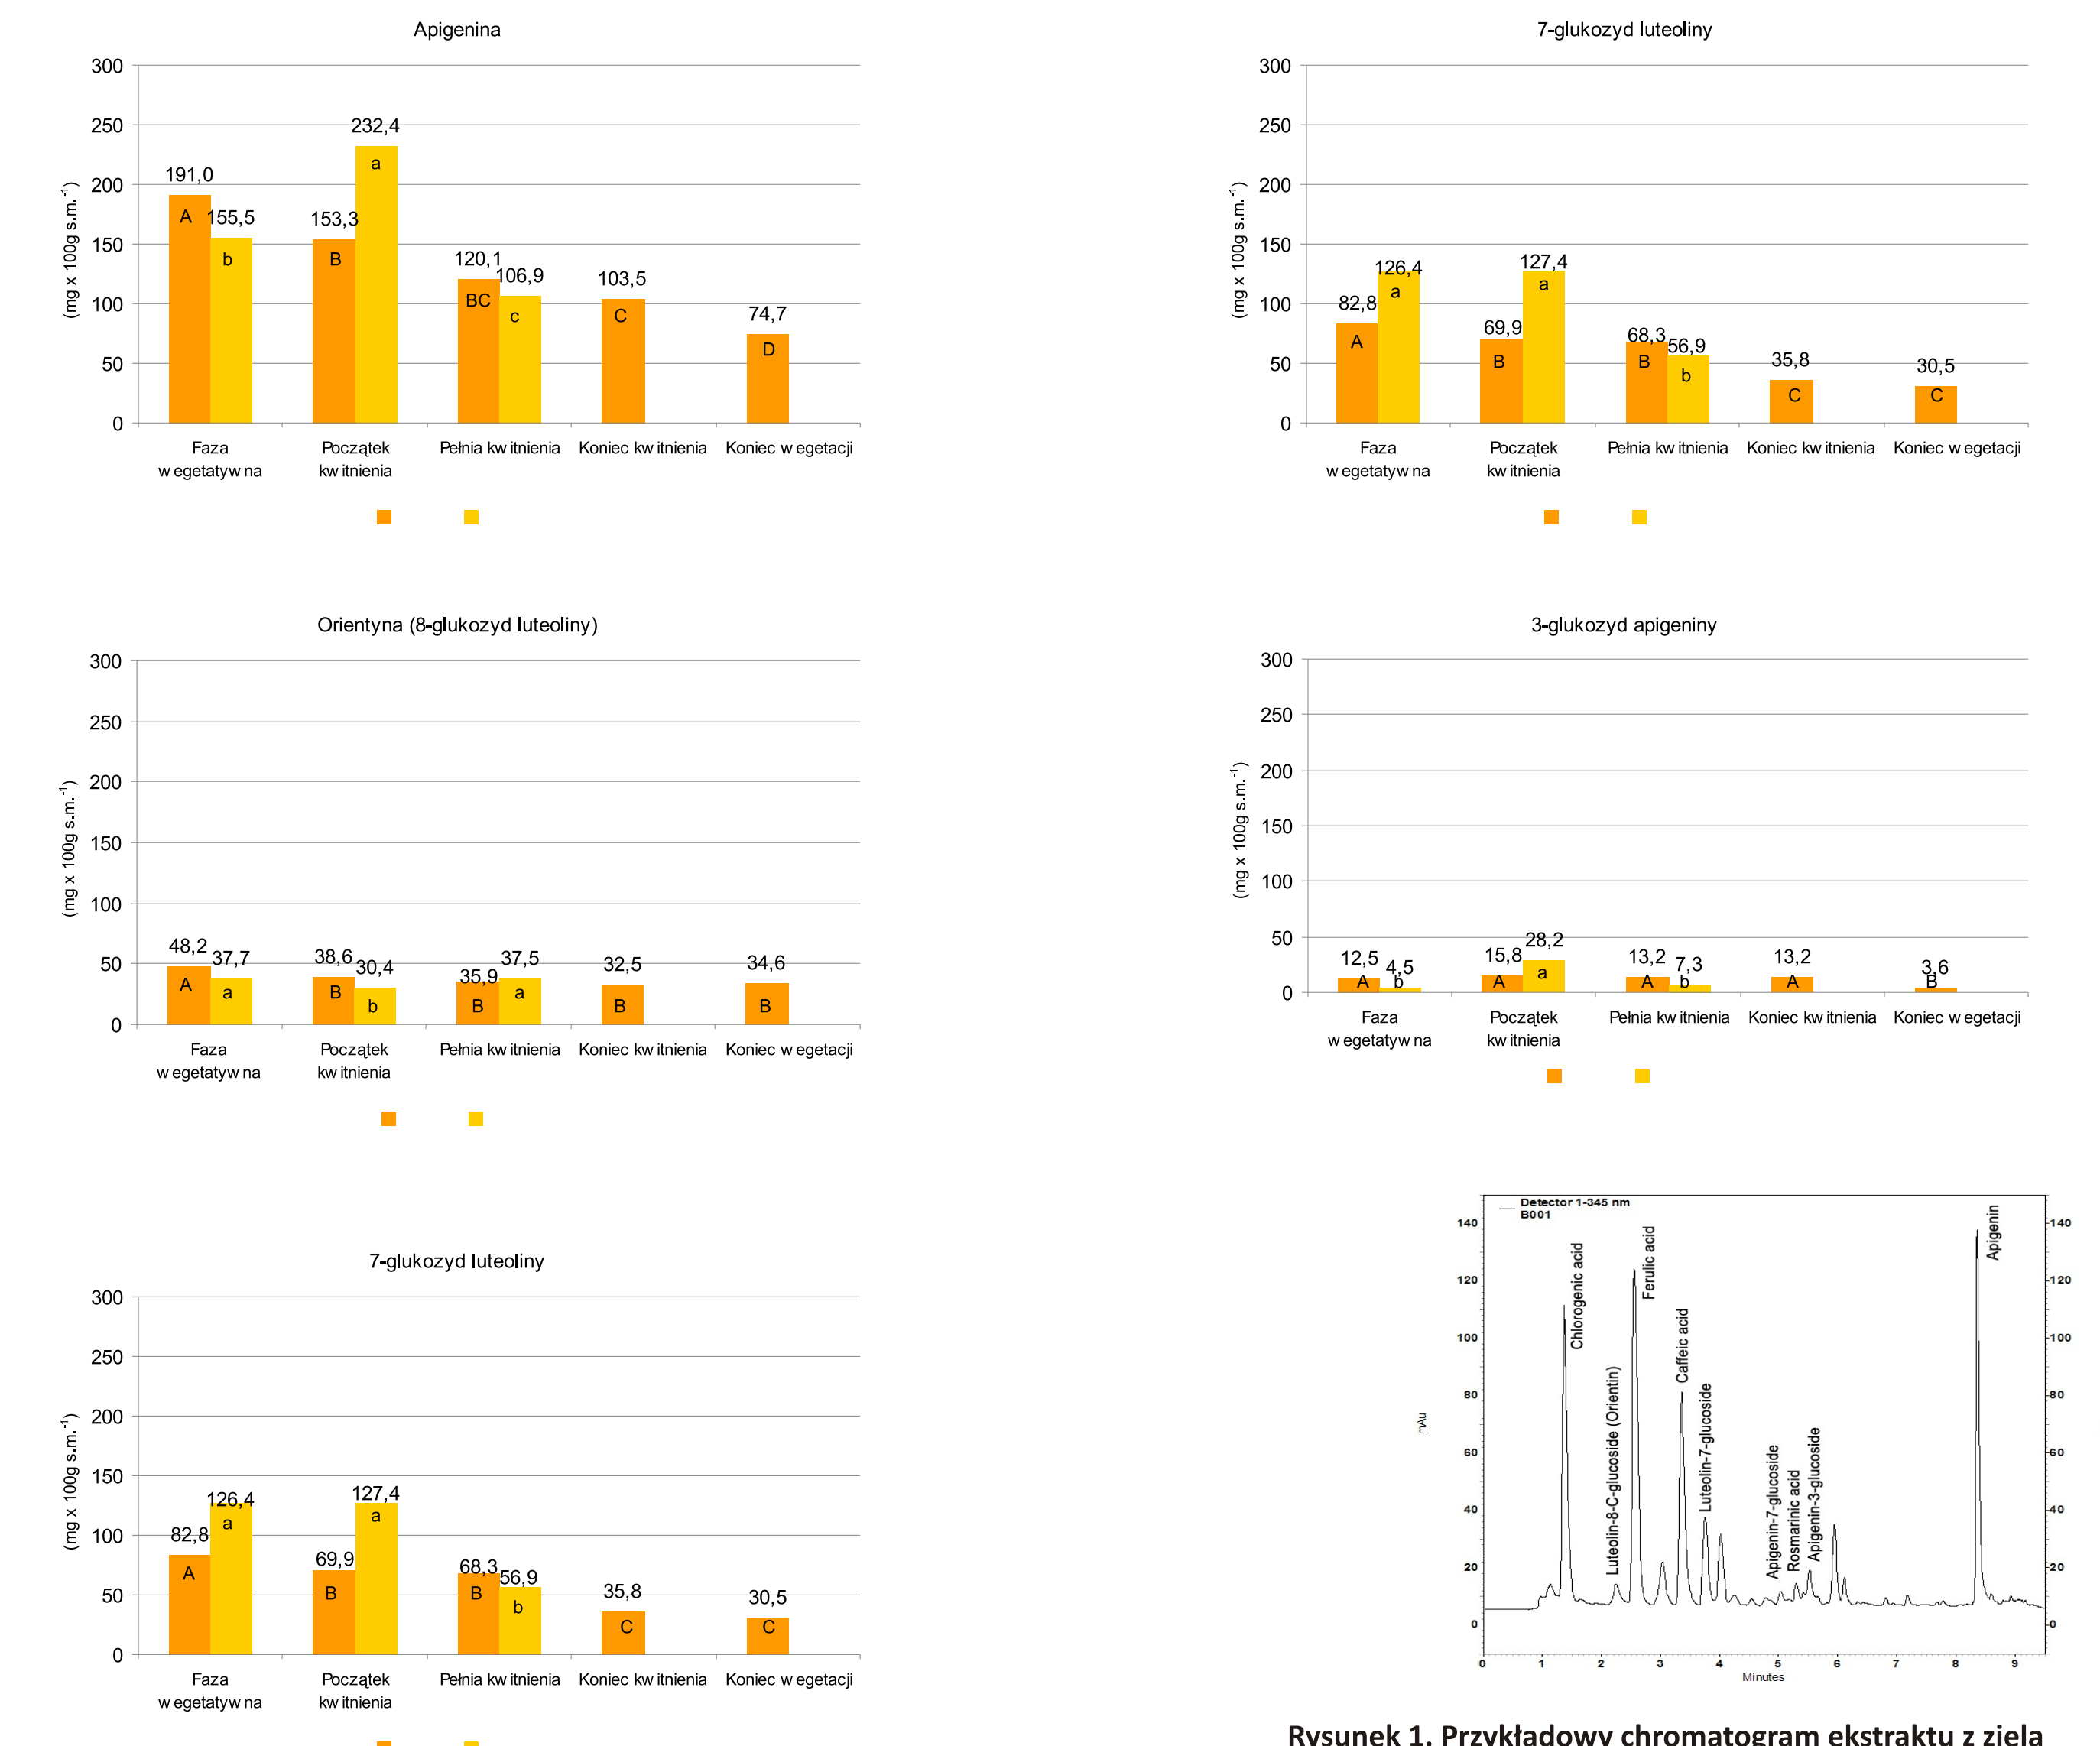 Apigenina
300
250
200
150
100
50
0
(mg x 100g s.m.-1)
191,0
A
155,5
b
153,3
B
232,4
a
120,1
BC
106,9
c
103,5
C
74,7
D
Faza
w egetatyw na
Początek
kw itnienia
Pełnia kw itnienia
Koniec kw itnienia
Koniec w egetacji
7-glukozyd luteoliny
300
250
200
150
100
50
0
(mg x 100g s.m.-1)
82,8
A
126,4
a
69,9
B
127,4
a
68,3
B
56,9
b
35,8
C
30,5
C
Faza
w egetatyw na
Początek
kw itnienia
Pełnia kw itnienia
Koniec kw itnienia
Koniec w egetacji
Orientyna (8-glukozyd luteoliny)
300
250
200
150
100
50
0
(mg x 100g s.m.-1)
48,2
A
37,7
a
38,6
B
30,4
b
35,9
B
37,5
a
32,5
B
34,6
B
Faza
w egetatyw na
Początek
kw itnienia
Pełnia kw itnienia
Koniec kw itnienia
Koniec w egetacji
3-glukozyd apigeniny
300
250
200
150
100
50
0
(mg x 100g s.m.-1)
12,5
A
4,5
b
15,8
A
28,2
a
13,2
A
7,3
b
13,2
A
3,6
B
Faza
w egetatyw na
Początek
kw itnienia
Pełnia kw itnienia
Koniec kw itnienia
Koniec w egetacji
7-glukozyd luteoliny
300
250
200
150
100
50
0
(mg x 100g s.m.-1)
82,8
A
126,4
a
69,9
B
127,4
a
68,3
B
56,9
b
35,8
C
30,5
C
Faza
w egetatyw na
Początek
kw itnienia
Pełnia kw itnienia
Koniec kw itnienia
Koniec w egetacji
Detector 1-345 nm
B001
140
120
100
80
60
40
20
0
mAu
Chlorogenic acid
Luteolin-8-C-glucoside (Orientin)
Ferulic acid
Caffeic acid
Luteolin-7-glucoside
Apigenin-7-glucoside
Rosmarinic acid
Apigenin-3-glucoside
Apigenin
140
120
100
80
60
40
20
0
0 1 2 3 4 5 6 7 8 9
Minutes
Rysunek 1. Przykładowy chromatogram ekstraktu z ziela